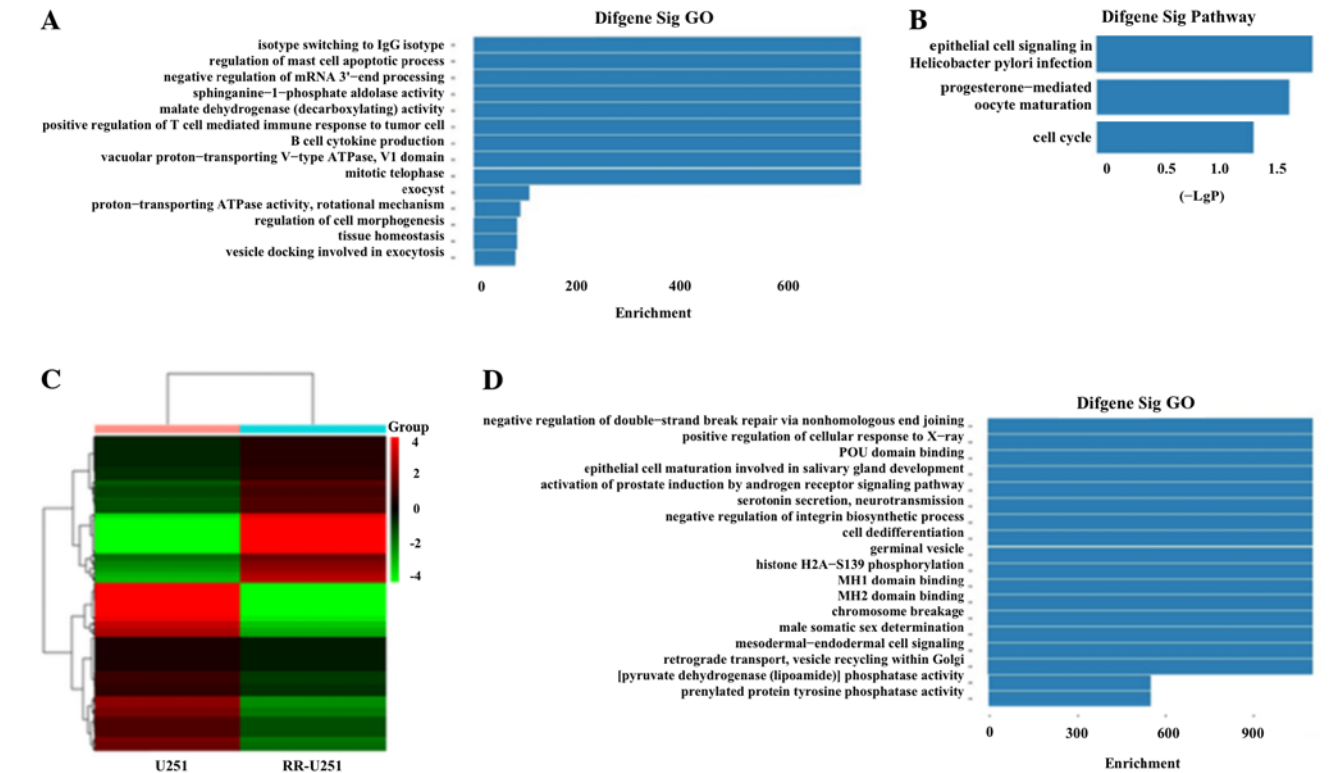 A
Difgene Sig GO
isotype switching to IgG isotype
regulation of mast cell apoptotic process
negative regulation of mRNA 3'−end processing
sphinganine−1−phosphate aldolase activity
malate dehydrogenase (decarboxylating) activity
positive regulation of T cell mediated immune response to tumor cell
B cell cytokine production
vacuolar proton−transporting V−type ATPase, V1 domain
mitotic telophase
exocyst
proton−transporting ATPase activity, rotational mechanism
regulation of cell morphogenesis
tissue homeostasis
vesicle docking involved in exocytosis
0 200 400 600
Enrichment
B
Difgene Sig Pathway
epithelial cell signaling in
Helicobacter pylori infection
progesterone−mediated
oocyte maturation
cell cycle
0 0.5 1.0 1.5
(−LgP)
C
Group
4
2
0
-2
-4
U251 RR-U251
D
Difgene Sig GO
negative regulation of double−strand break repair via nonhomologous end joining
positive regulation of cellular response to X−ray
POU domain binding
epithelial cell maturation involved in salivary gland development
activation of prostate induction by androgen receptor signaling pathway
serotonin secretion, neurotransmission
negative regulation of integrin biosynthetic process
cell dedifferentiation
germinal vesicle
histone H2A−S139 phosphorylation
MH1 domain binding
MH2 domain binding
chromosome breakage
male somatic sex determination
mesodermal−endodermal cell signaling
retrograde transport, vesicle recycling within Golgi
[pyruvate dehydrogenase (lipoamide)] phosphatase activity
prenylated protein tyrosine phosphatase activity
0 300 600 900
Enrichment